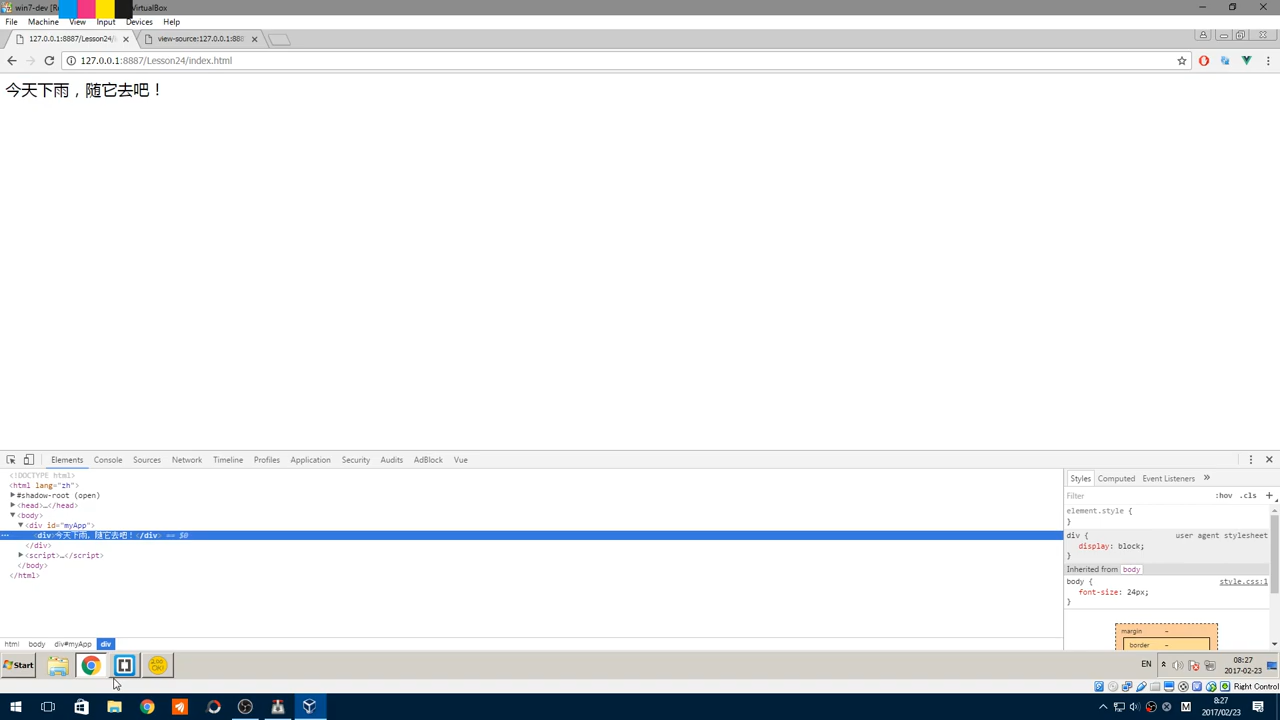 win7-dev [R VirtualBox
File Machine View Input Devices Help
127.0.0.1:8887/Lesson24/i view-source:127.0.0.1:888
127.0.0.1:8887/Lesson24/index.html
今天下雨，随它去吧！
Elements Console Sources Network Timeline Profiles Application Security Audits AdBlock Vue
<!DOCTYPE html>
<html lang="zh">
#shadow-root (open)
<head>…</head>
<body>
<div id="myApp">
<div>今天下雨，随它去吧！</div> == $0
</div>
<script>…</script>
</body>
</html>
html body div#myApp div
Styles Computed Event Listeners »
Filter :hov .cls +
element.style {
}
div { user agent stylesheet
display: block;
}
Inherited from body
body { style.css:1
font-size: 24px;
}
margin -
border -
Start
200 OK!
EN 08:27
2017-02-23
Right Control
M 8:27
2017/02/23